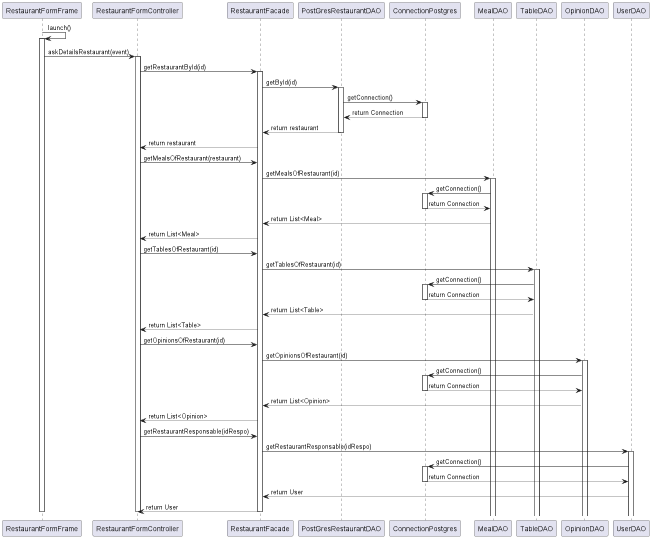 RestaurantFormFrame RestaurantFormController RestaurantFacade PostGresRestaurantDAO ConnectionPostgres MealDAO TableDAO OpinionDAO UserDAO
launch()
askDetailsRestaurant(event)
getRestaurantById(id)
getById(id)
getConnection()
return Connection
return restaurant
return restaurant
getMealsOfRestaurant(restaurant)
getMealsOfRestaurant(id)
getConnection()
return Connection
return List<Meal>
return List<Meal>
getTablesOfRestaurant(id)
getTablesOfRestaurant(id)
getConnection()
return Connection
return List<Table>
return List<Table>
getOpinionsOfRestaurant(id)
getOpinionsOfRestaurant(id)
getConnection()
return Connection
return List<Opinion>
return List<Opinion>
getRestaurantResponsable(idRespo)
getRestaurantResponsable(idRespo)
getConnection()
return Connection
return User
return User
RestaurantFormFrame RestaurantFormController RestaurantFacade PostGresRestaurantDAO ConnectionPostgres MealDAO TableDAO OpinionDAO UserDAO